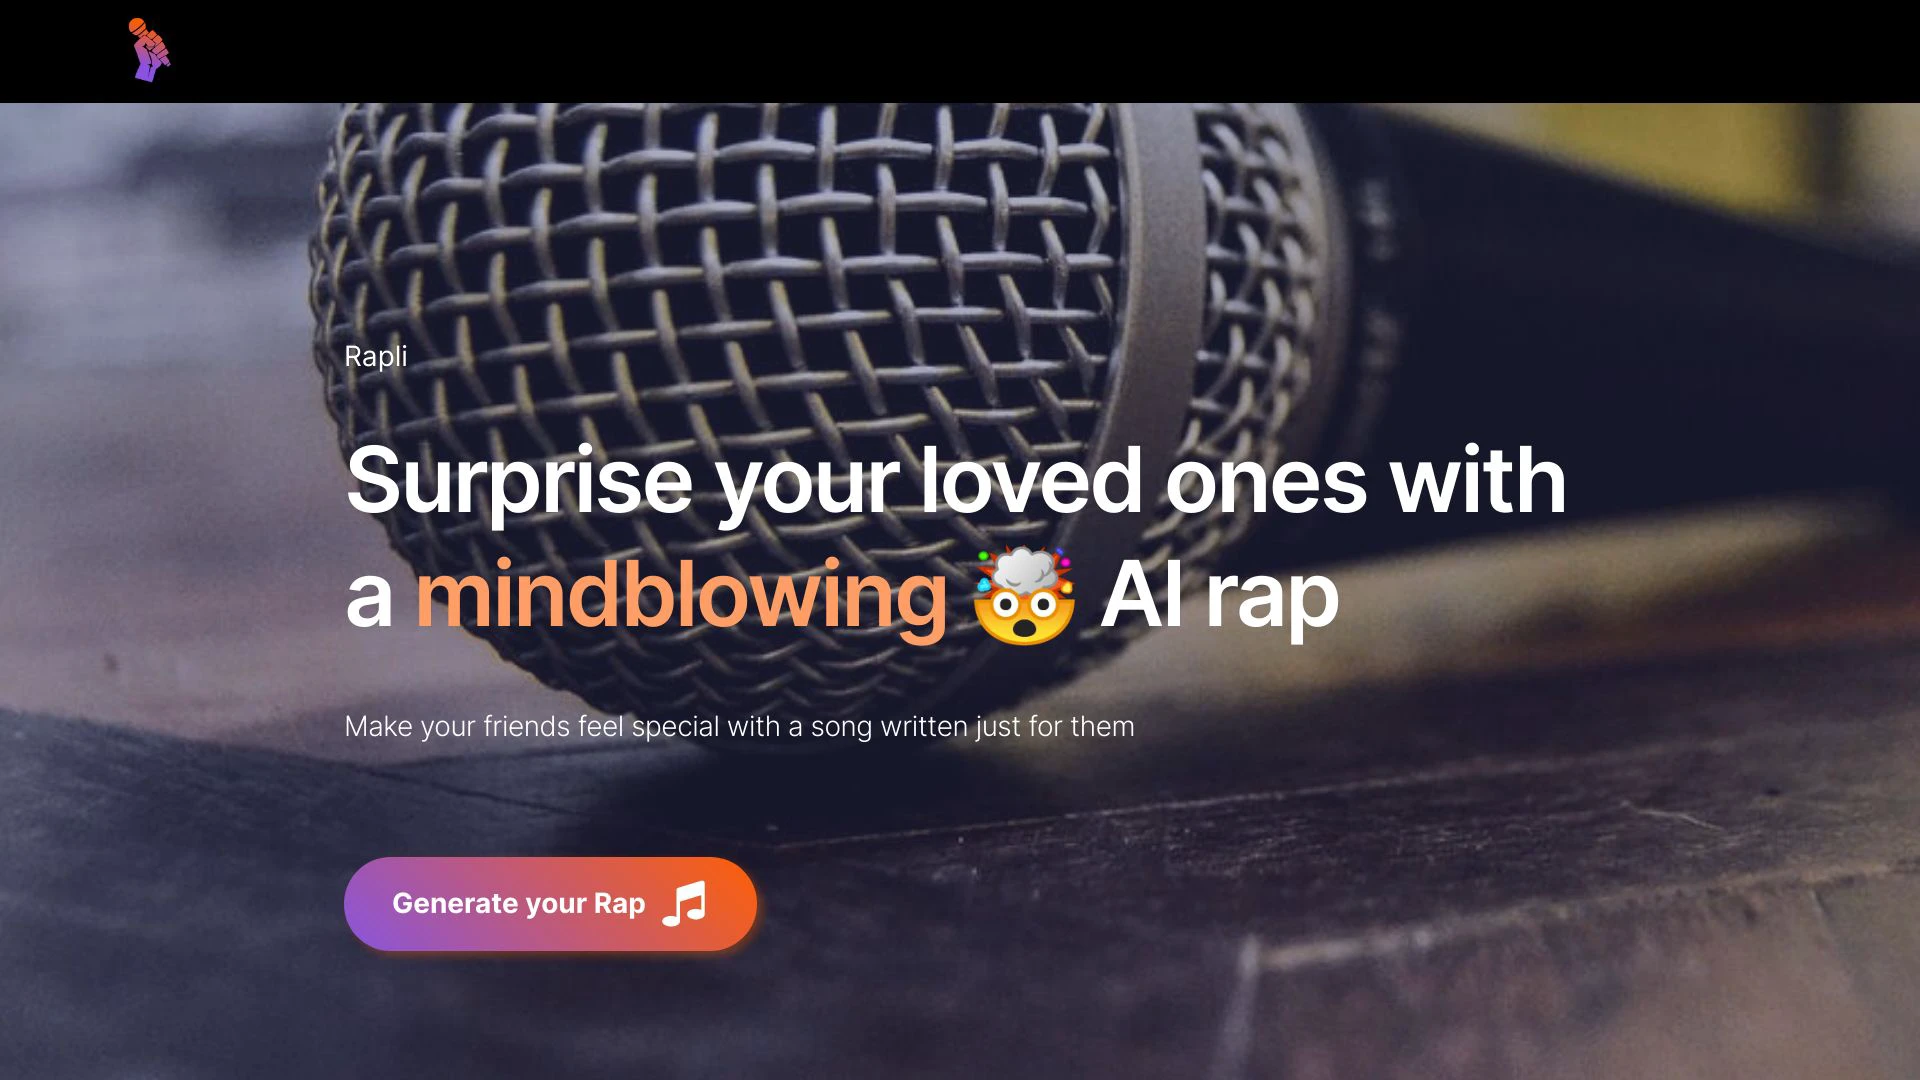 Rapli
Surprise your loved ones with
a mindblowing 🤯 AI rap
Make your friends feel special with a song written just for them
Generate your Rap